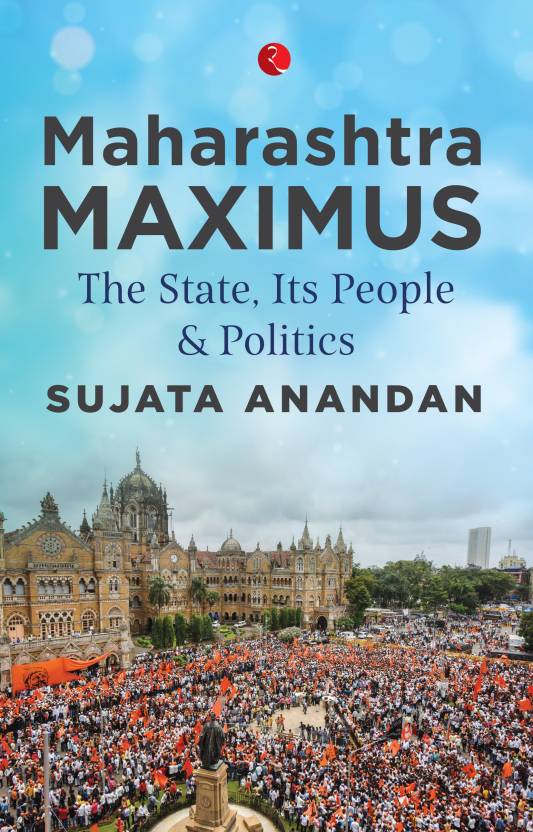 र
Maharashtra
MAXIMUS
The State, Its People
& Politics
SUJATA ANANDAN